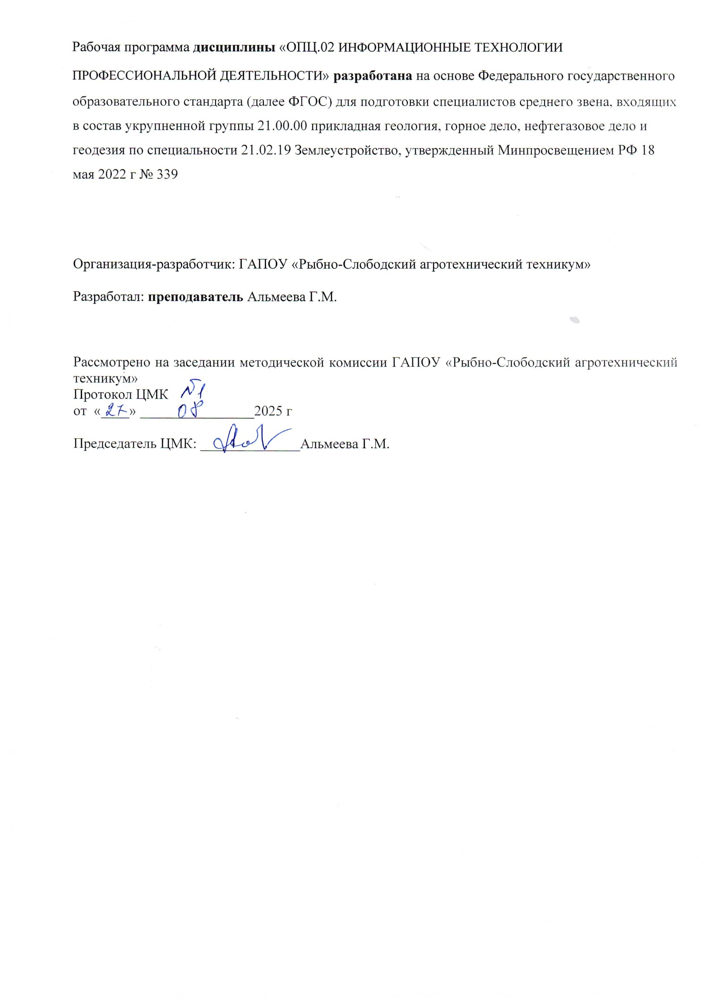 Рабочая программа дисциплины «ОПЦ.02 ИНФОРМАЦИОННЫЕ ТЕХНОЛОГИИ
ПРОФЕССИОНАЛЬНОЙ ДЕЯТЕЛЬНОСТИ» разработана на основе Федерального государственного
образовательного стандарта (далее ФГОС) для подготовки специалистов среднего звена, входящих
в состав укрупненной группы 21.00.00 прикладная геология, горное дело, нефтегазовое дело и
геодезия по специальности 21.02.19 Землеустройство, утвержденный Минпросвещением РФ 18
мая 2022 г № 339
Организация-разработчик: ГАПОУ «Рыбно-Слободский агротехнический техникум»
Разработал: преподаватель Альмеева Г.М.
Рассмотрено на заседании методической комиссии ГАПОУ «Рыбно-Слободский агротехнический
техникум»
Протокол ЦМК №1
от «27» 08 2025 г
Председатель ЦМК: Альмеева Г.М.